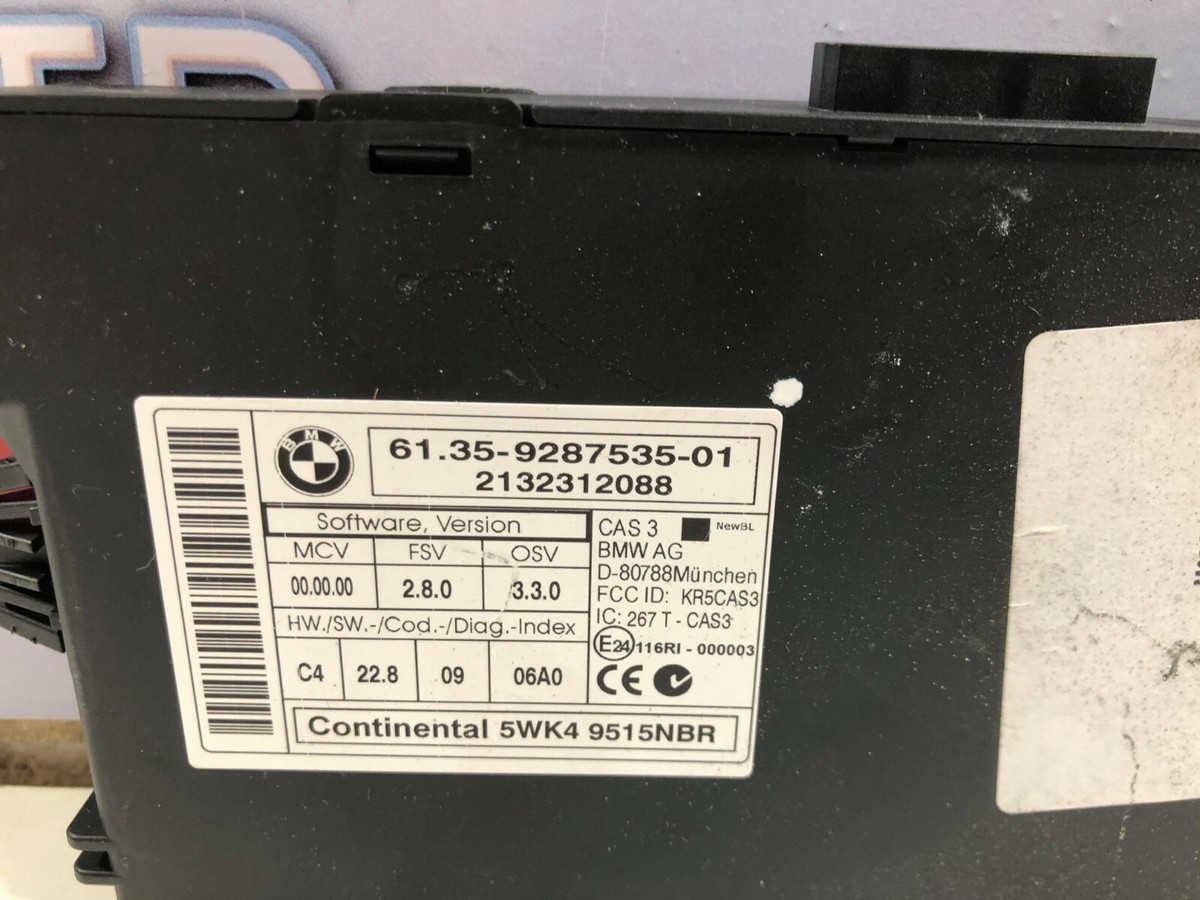 TD
BMW
61.35-9287535-01
2132312088
Software, Version
MCV FSV OSV
00.00.00 2.8.0 3.3.0
HW./SW.-/Cod.-/Diag.-Index
C4 22.8 09 06A0
CAS 3 NewBL
BMW AG
D-80788München
FCC ID: KR5CAS3
IC: 267 T - CAS3
E24 116RI - 000003
CE
Continental 5WK4 9515NBR